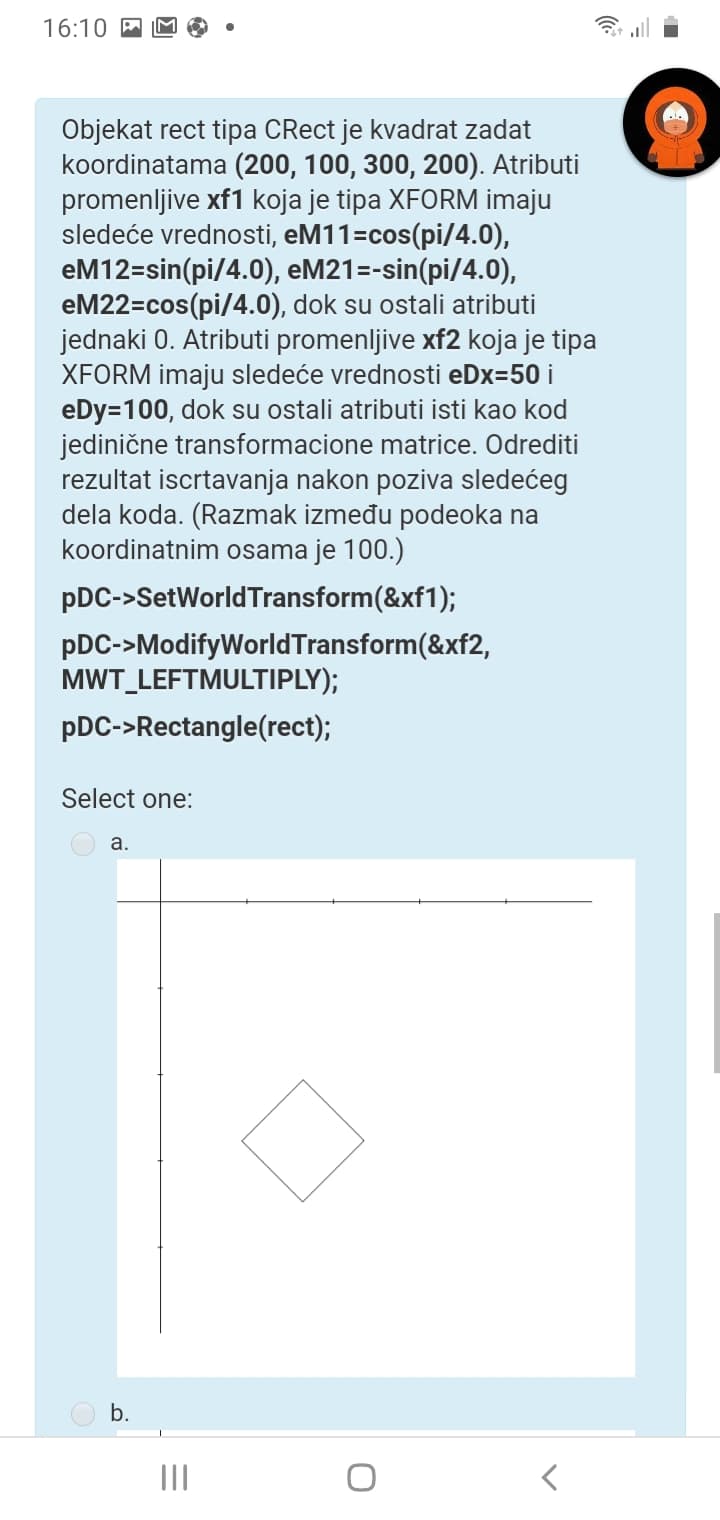 16:10
Objekat rect tipa CRect je kvadrat zadat
koordinatama (200, 100, 300, 200). Atributi
promenljive xf1 koja je tipa XFORM imaju
sledeće vrednosti, eM11=cos(pi/4.0),
eM12=sin(pi/4.0), eM21=-sin(pi/4.0),
eM22=cos(pi/4.0), dok su ostali atributi
jednaki 0. Atributi promenljive xf2 koja je tipa
XFORM imaju sledeće vrednosti eDx=50 i
eDy=100, dok su ostali atributi isti kao kod
jedinične transformacione matrice. Odrediti
rezultat iscrtavanja nakon poziva sledećeg
dela koda. (Razmak između podeoka na
koordinatnim osama je 100.)
pDC->SetWorldTransform(&xf1);
pDC->ModifyWorldTransform(&xf2,
MWT_LEFTMULTIPLY);
pDC->Rectangle(rect);
Select one:
a.
b.